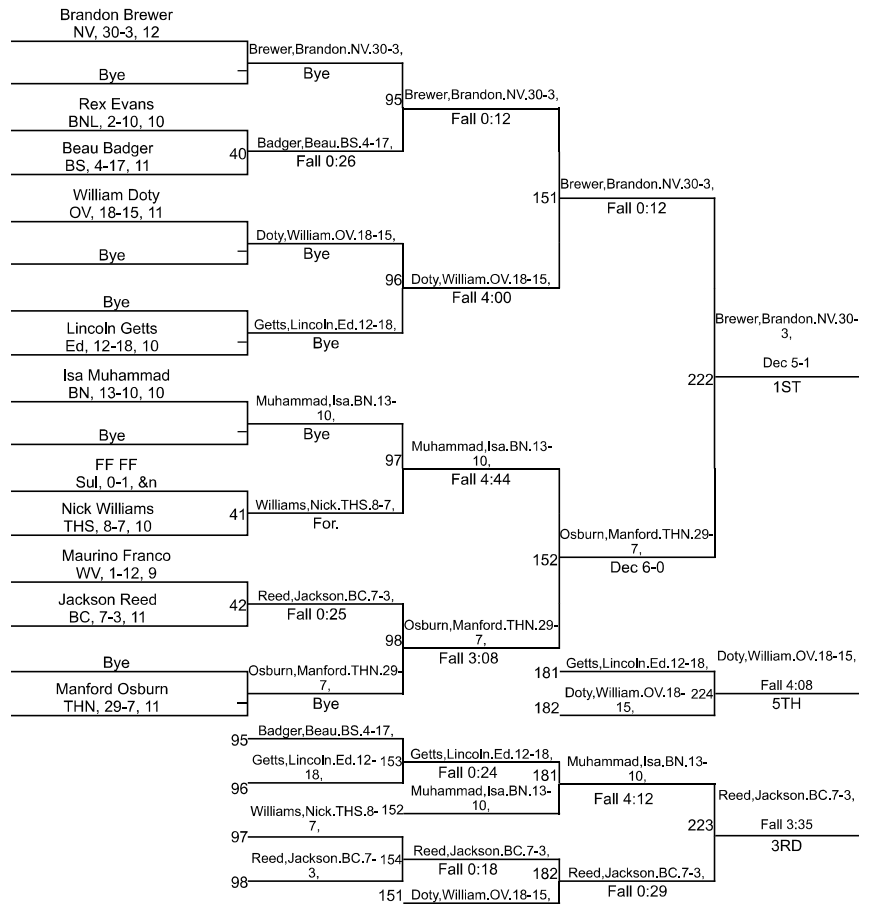 Brandon Brewer
NV, 30-3, 12
Brewer,Brandon.NV.30-3,
Bye
Bye
95
Brewer,Brandon.NV.30-3,
Fall 0:12
Rex Evans
BNL, 2-10, 10
40
Badger,Beau.BS.4-17,
Fall 0:26
Beau Badger
BS, 4-17, 11
151
Brewer,Brandon.NV.30-3,
Fall 0:12
William Doty
OV, 18-15, 11
Doty,William.OV.18-15,
Bye
Bye
96
Doty,William.OV.18-15,
Fall 4:00
Bye
Getts,Lincoln.Ed.12-18,
Bye
Lincoln Getts
Ed, 12-18, 10
222
Brewer,Brandon.NV.30-
3,
Dec 5-1
1ST
Isa Muhammad
BN, 13-10, 10
Muhammad,Isa.BN.13-
10,
Bye
Bye
97
Muhammad,Isa.BN.13-
10,
Fall 4:44
FF FF
Sul, 0-1, &n
41
Williams,Nick.THS.8-7,
For.
Nick Williams
THS, 8-7, 10
152
Osburn,Manford.THN.29-
7,
Dec 6-0
Maurino Franco
WV, 1-12, 9
42
Reed,Jackson.BC.7-3,
Fall 0:25
Jackson Reed
BC, 7-3, 11
98
Osburn,Manford.THN.29-
7,
Fall 3:08
Bye
Osburn,Manford.THN.29-
7,
Bye
Manford Osburn
THN, 29-7, 11
181
Getts,Lincoln.Ed.12-18,
182
Doty,William.OV.18-
15,
224
Doty,William.OV.18-15,
Fall 4:08
5TH
95
Badger,Beau.BS.4-17,
96
Getts,Lincoln.Ed.12-
18,
153
Getts,Lincoln.Ed.12-18,
Fall 0:24
152
Muhammad,Isa.BN.13-
10,
181
Muhammad,Isa.BN.13-
10,
Fall 4:12
97
Williams,Nick.THS.8-
7,
98
Reed,Jackson.BC.7-
3,
154
Reed,Jackson.BC.7-3,
Fall 0:18
151
Doty,William.OV.18-15,
182
Reed,Jackson.BC.7-3,
Fall 0:29
223
Reed,Jackson.BC.7-3,
Fall 3:35
3RD